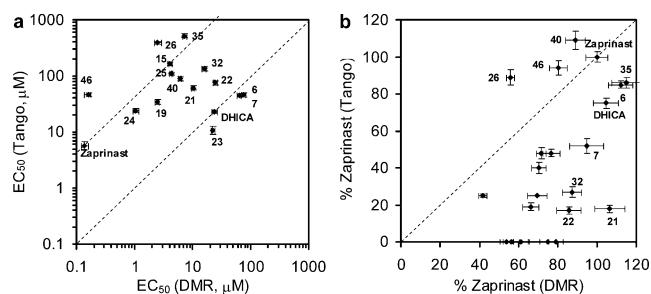 a
EC50 (Tango, μM)
1000
100
10
1
0.1
0.1 1 10 100 1000
EC50 (DMR, μM)
35
26
15
32
25
22
46
40
6
21
7
19
24
DHICA
23
Zaprinast
b
% Zaprinast (Tango)
120
100
80
60
40
20
0
0 20 40 60 80 100 120
% Zaprinast (DMR)
40
Zaprinast
46
26
35
6
DHICA
7
32
22
21